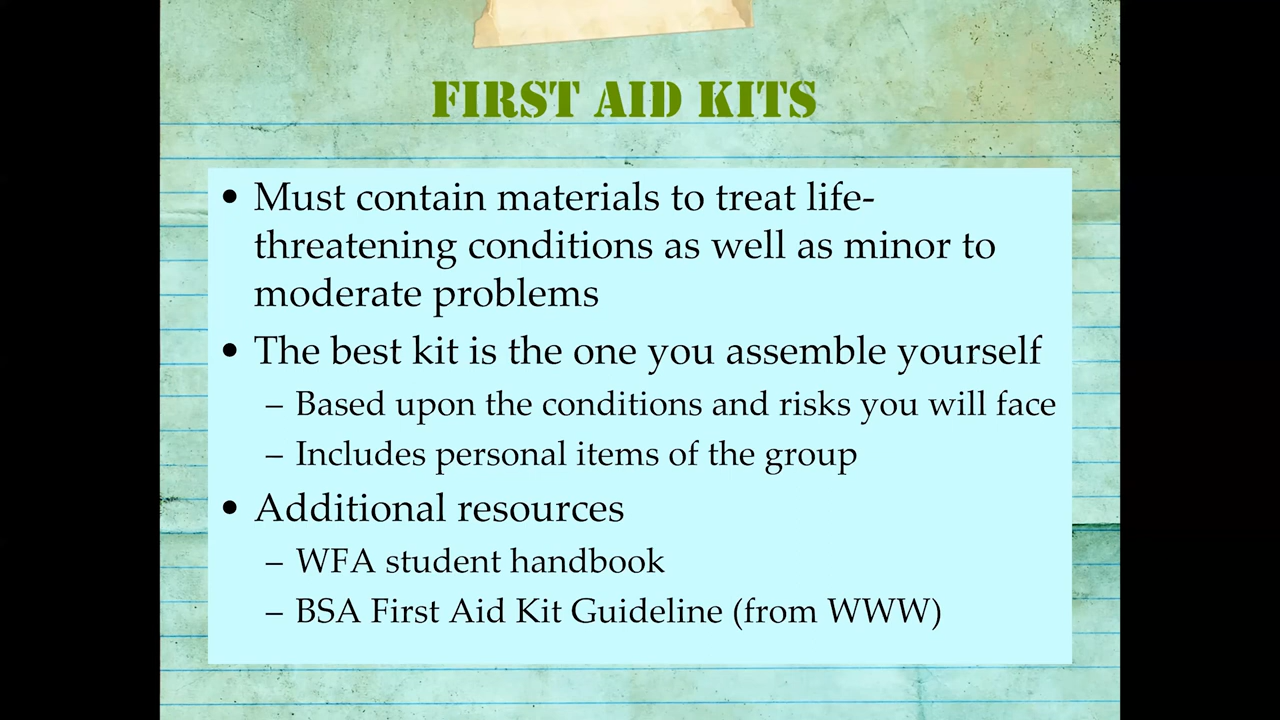 FIRST AID KITS
• Must contain materials to treat life-
threatening conditions as well as minor to
moderate problems
• The best kit is the one you assemble yourself
– Based upon the conditions and risks you will face
– Includes personal items of the group
• Additional resources
– WFA student handbook
– BSA First Aid Kit Guideline (from WWW)